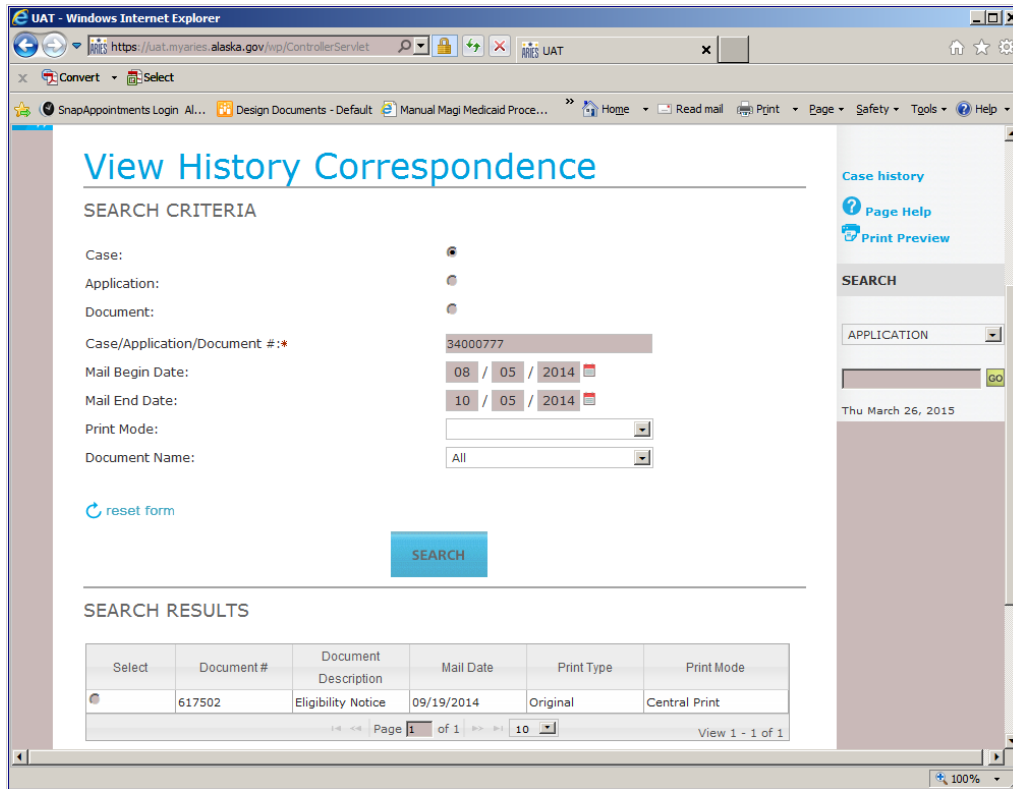 UAT - Windows Internet Explorer
ARIES https://uat.myaries.alaska.gov/wp/ControllerServlet ARIES UAT
x Convert Select
SnapAppointments Login Al... Design Documents - Default Manual Magi Medicaid Proce... » Home Read mail Print Page Safety Tools Help
View History Correspondence
Case history
SEARCH CRITERIA
Page Help
Print Preview
Case:
Application:
SEARCH
Document:
Case/Application/Document #:* 34000777
APPLICATION
Mail Begin Date: 08 / 05 / 2014
GO
Mail End Date: 10 / 05 / 2014
Thu March 26, 2015
Print Mode:
Document Name: All
reset form
SEARCH
SEARCH RESULTS
Select Document # Document Description Mail Date Print Type Print Mode
617502 Eligibility Notice 09/19/2014 Original Central Print
Page 1 of 1 10 View 1 - 1 of 1
100%